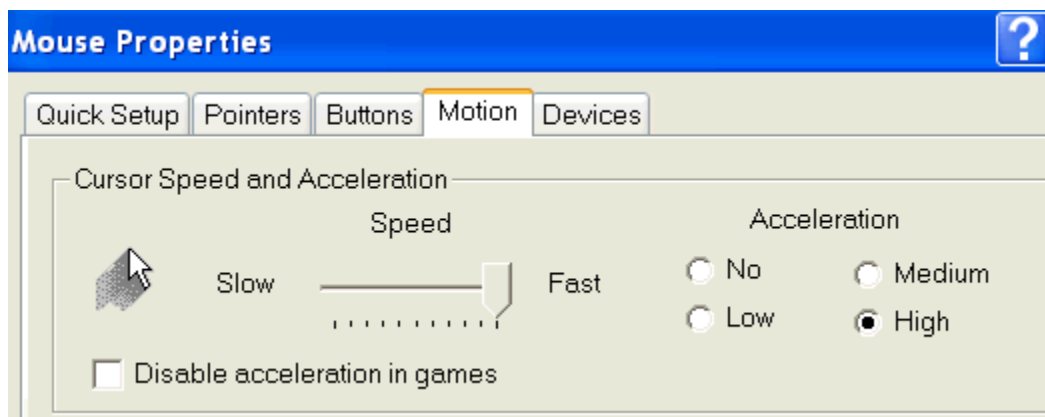 Mouse Properties ?
Quick Setup Pointers Buttons Motion Devices
Cursor Speed and Acceleration
Speed Acceleration
Slow Fast No Medium
Low High
Disable acceleration in games